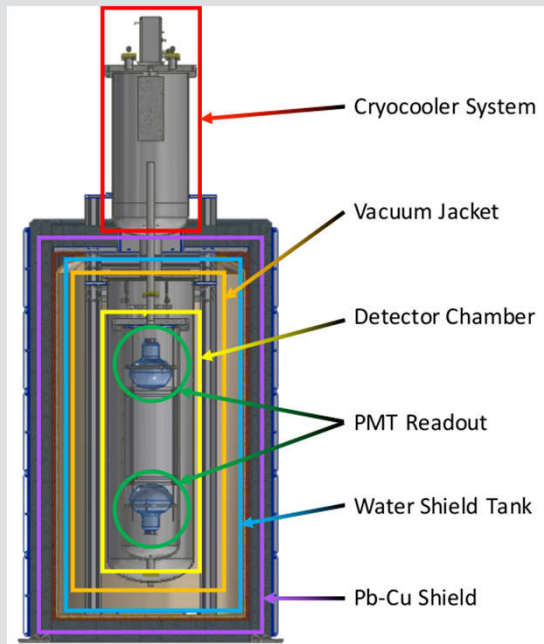 Cryocooler System
Vacuum Jacket
Detector Chamber
PMT Readout
Water Shield Tank
Pb-Cu Shield